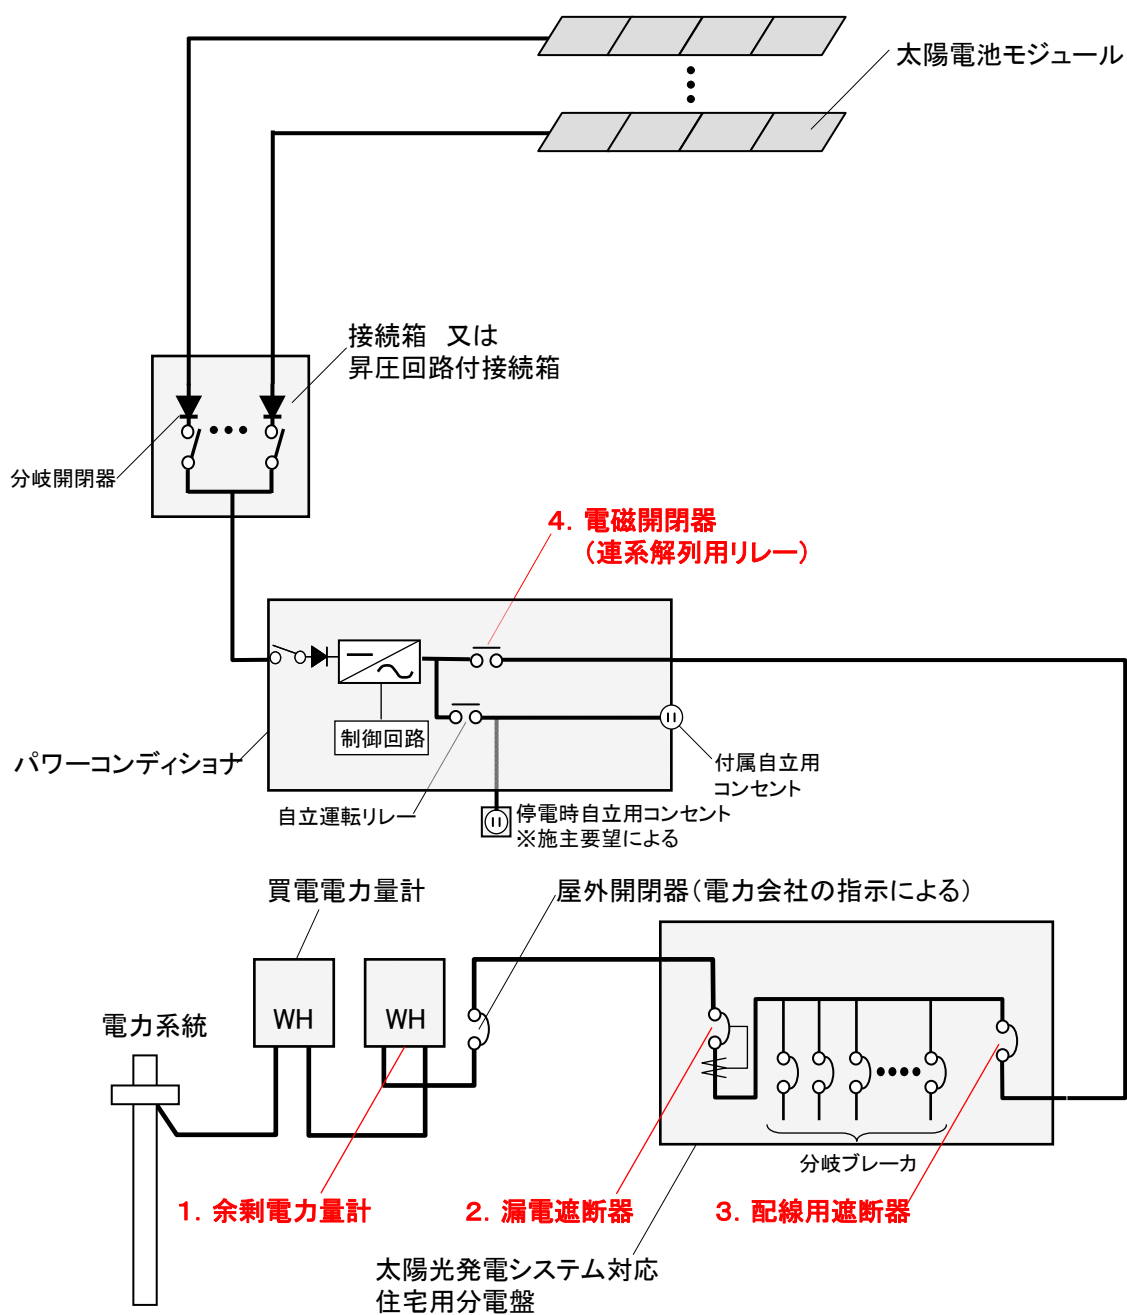 太陽電池モジュール
接続箱　又は
昇圧回路付接続箱
分岐開閉器
4. 電磁開閉器
（連系解列用リレー）
制御回路
パワーコンディショナ
付属自立用
コンセント
自立運転リレー
停電時自立用コンセント
※施主要望による
買電電力量計
屋外開閉器（電力会社の指示による）
WH
WH
電力系統
分岐ブレーカ
1. 余剰電力量計
2. 漏電遮断器
3. 配線用遮断器
太陽光発電システム対応
住宅用分電盤